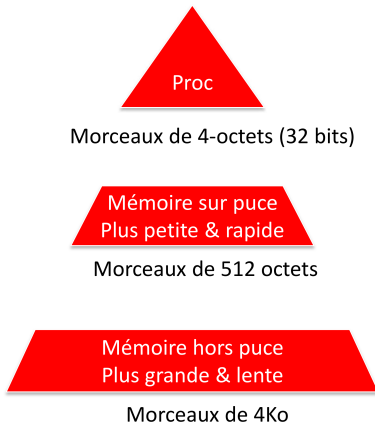 Proc
Morceaux de 4-octets (32 bits)
Mémoire sur puce
Plus petite & rapide
Morceaux de 512 octets
Mémoire hors puce
Plus grande & lente
Morceaux de 4Ko